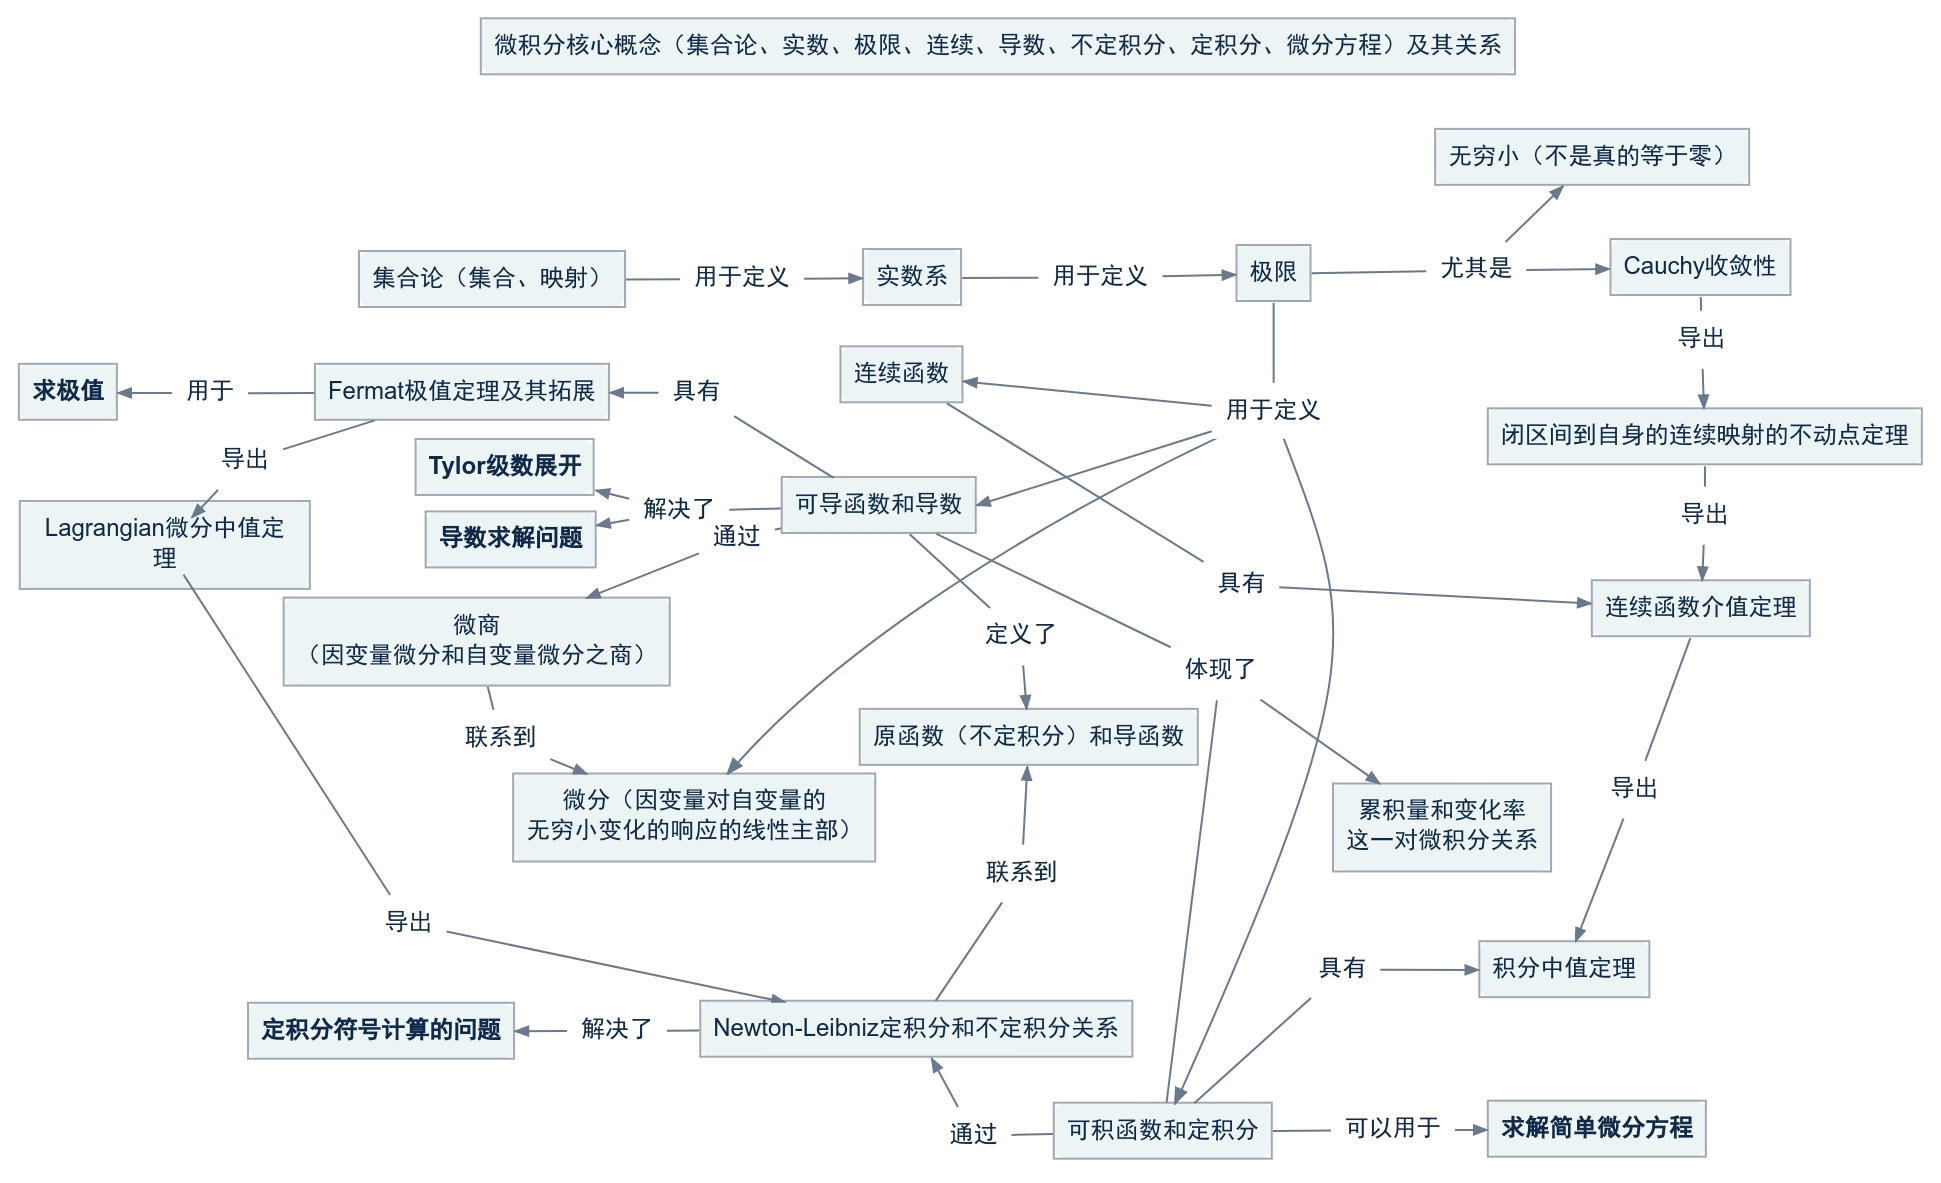 微积分核心概念（集合论、实数、极限、连续、导数、不定积分、定积分、微分方程）及其关系
无穷小（不是真的等于零）
集合论（集合、映射）
用于定义
实数系
用于定义
极限
尤其是
Cauchy收敛性
导出
求极值
用于
Fermat极值定理及其拓展
具有
连续函数
用于定义
闭区间到自身的连续映射的不动点定理
导出
Tylor级数展开
解决了
可导函数和导数
导出
Lagrangian微分中值定
理
导数求解问题
通过
具有
连续函数介值定理
微商
（因变量微分和自变量微分之商）
定义了
体现了
联系到
原函数（不定积分）和导函数
微分（因变量对自变量的
无穷小变化的响应的线性主部）
累积量和变化率
这一对微积分关系
导出
联系到
导出
具有
积分中值定理
定积分符号计算的问题
解决了
Newton-Leibniz定积分和不定积分关系
通过
可积函数和定积分
可以用于
求解简单微分方程